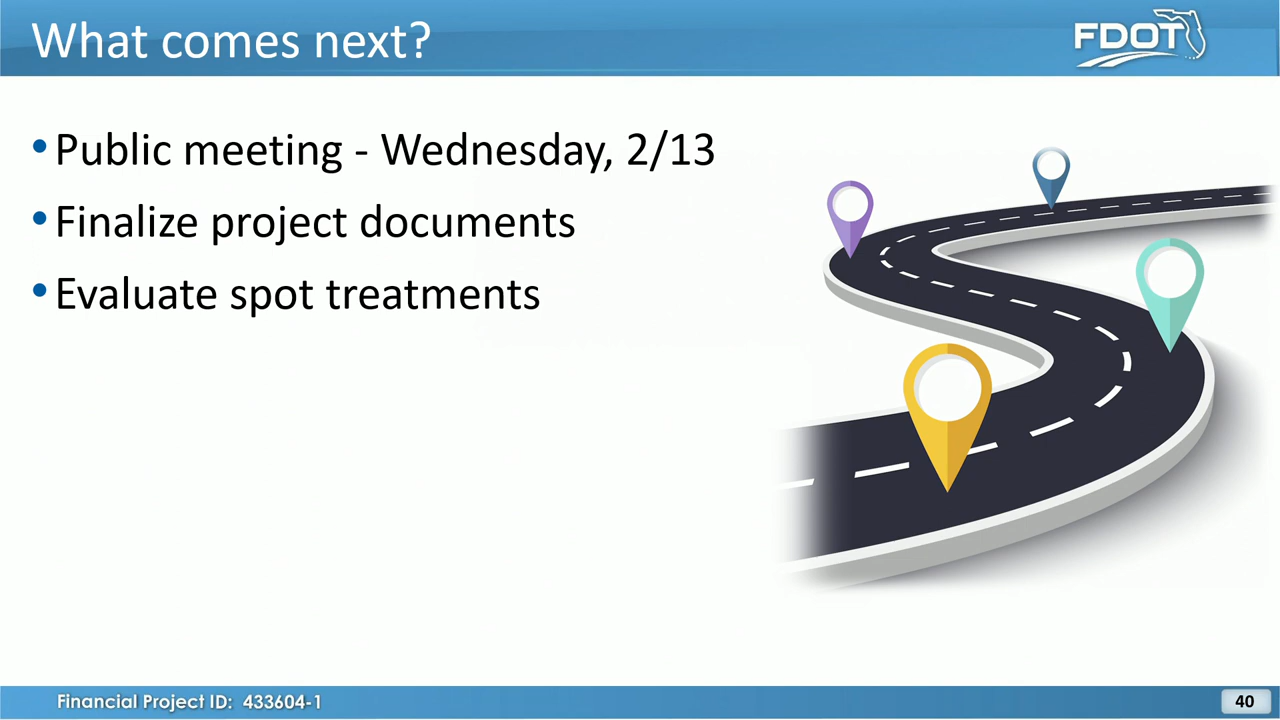 What comes next?
FDOT
• Public meeting - Wednesday, 2/13
• Finalize project documents
• Evaluate spot treatments
Financial Project ID: 433604-1
40